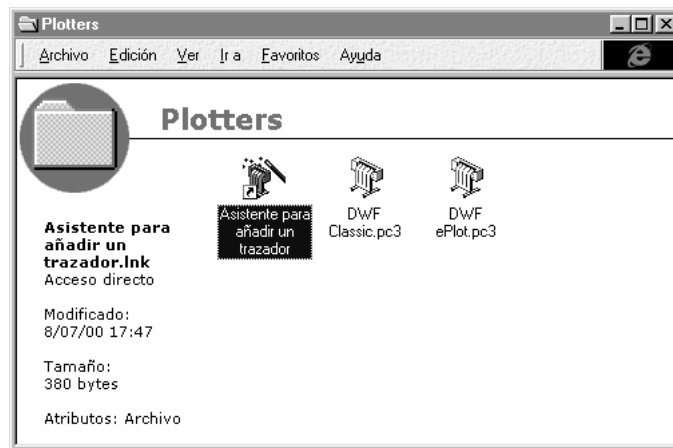 Plotters
Archivo Edición Ver Ir a Favoritos Ayuda
Plotters
Asistente para
añadir un
trazador.lnk
Acceso directo
Modificado:
8/07/00 17:47
Tamaño:
380 bytes
Atributos: Archivo
Asistente para
añadir un
trazador
DWF
Classic.pc3
DWF
ePlot.pc3